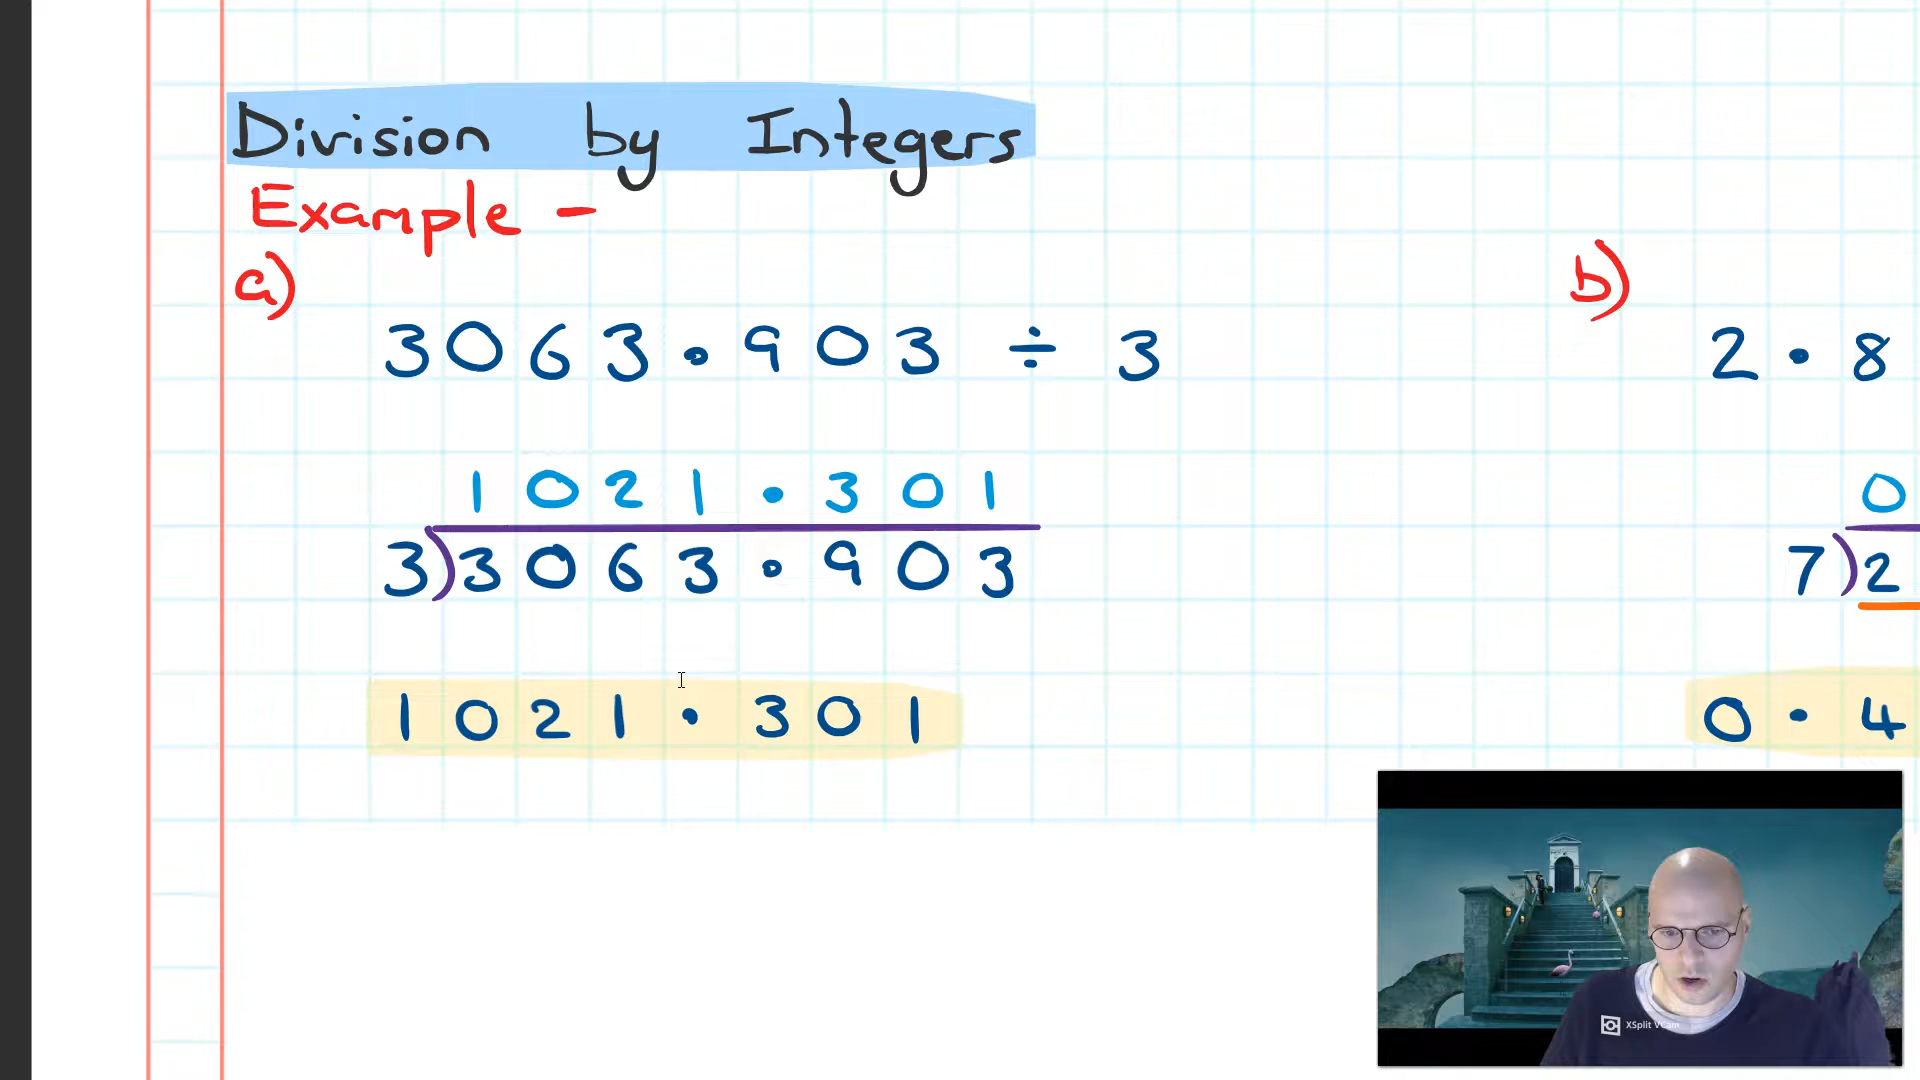 Division by Integers
Example -
a)
3063.903 ÷ 3
1021.301
3)3063.903
1021.301
b)
2.8
0
7)2
0.4
XSplit VCam